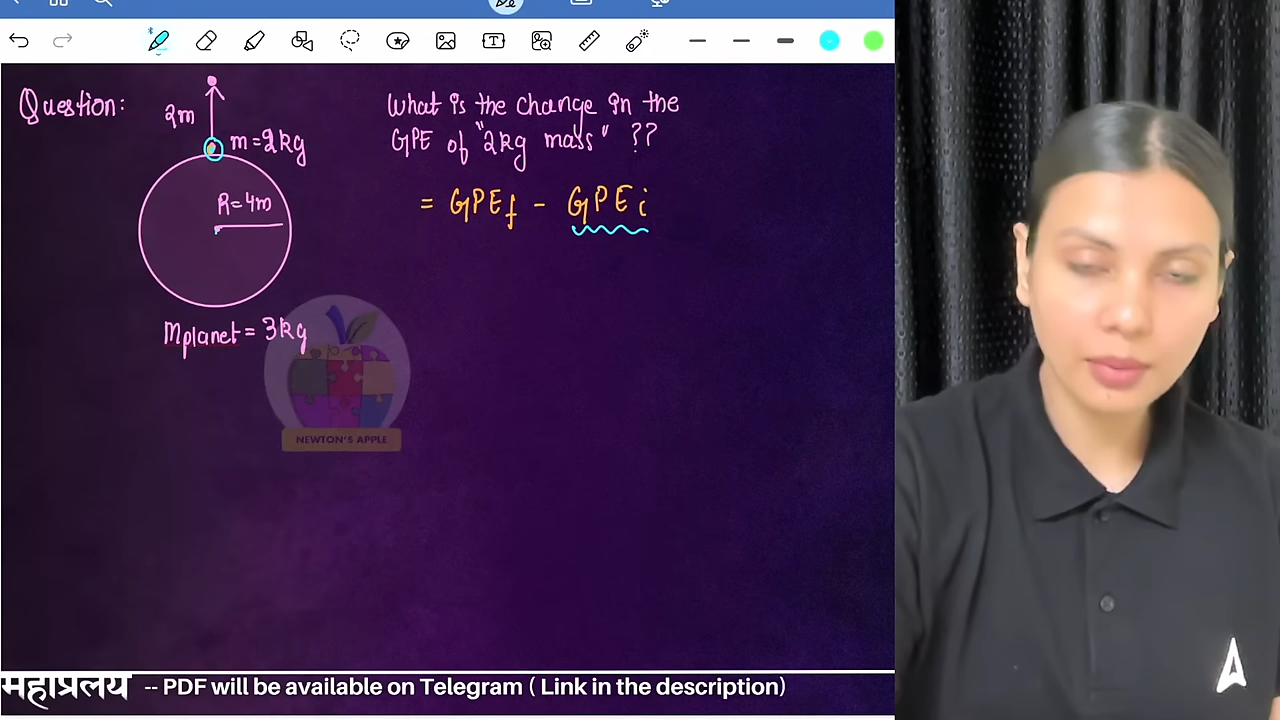 Question:
2m
m=2kg
R=4m
Mplanet = 3kg
What is the change in the
GPE of "2kg mass" ??
= GPEf - GPEi
NEWTON'S APPLE
महाप्रलय -- PDF will be available on Telegram ( Link in the description)